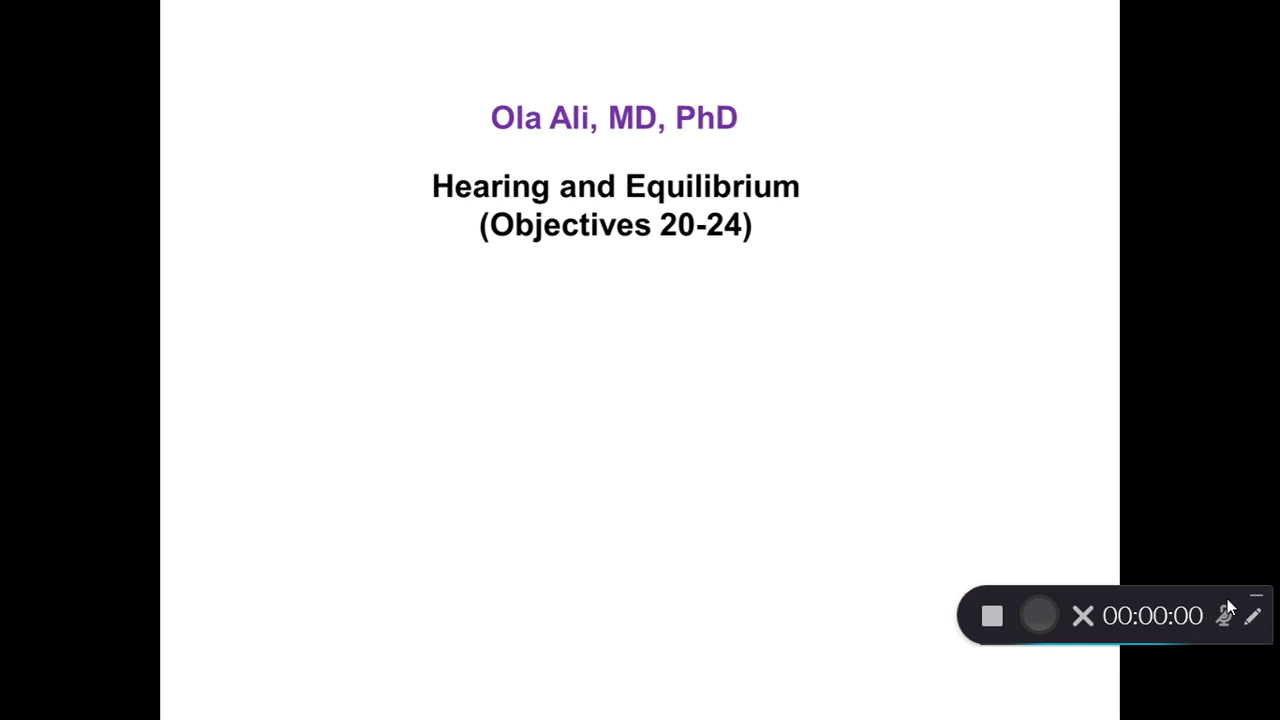 Ola Ali, MD, PhD
Hearing and Equilibrium
(Objectives 20-24)
00:00:00